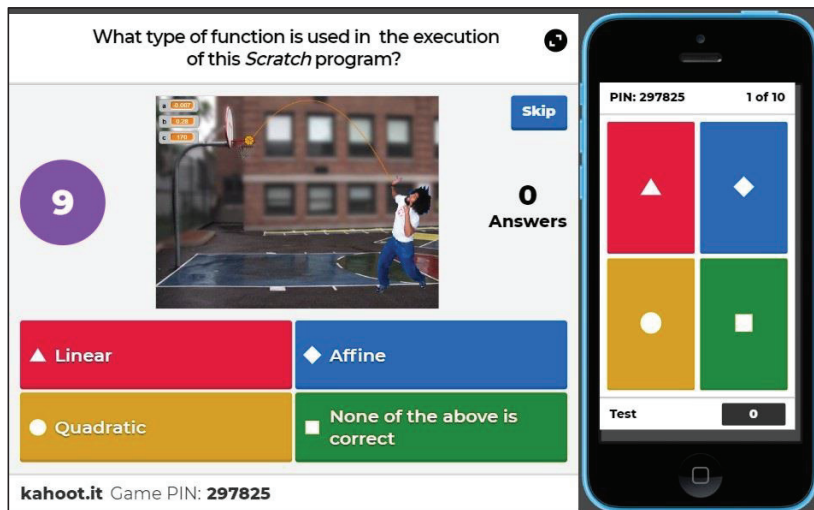 What type of function is used in the execution
of this Scratch program?
Skip
9
0
Answers
Linear
Affine
Quadratic
None of the above is
correct
kahoot.it Game PIN: 297825
PIN: 297825 1 of 10
Test 0
a
b
c 170